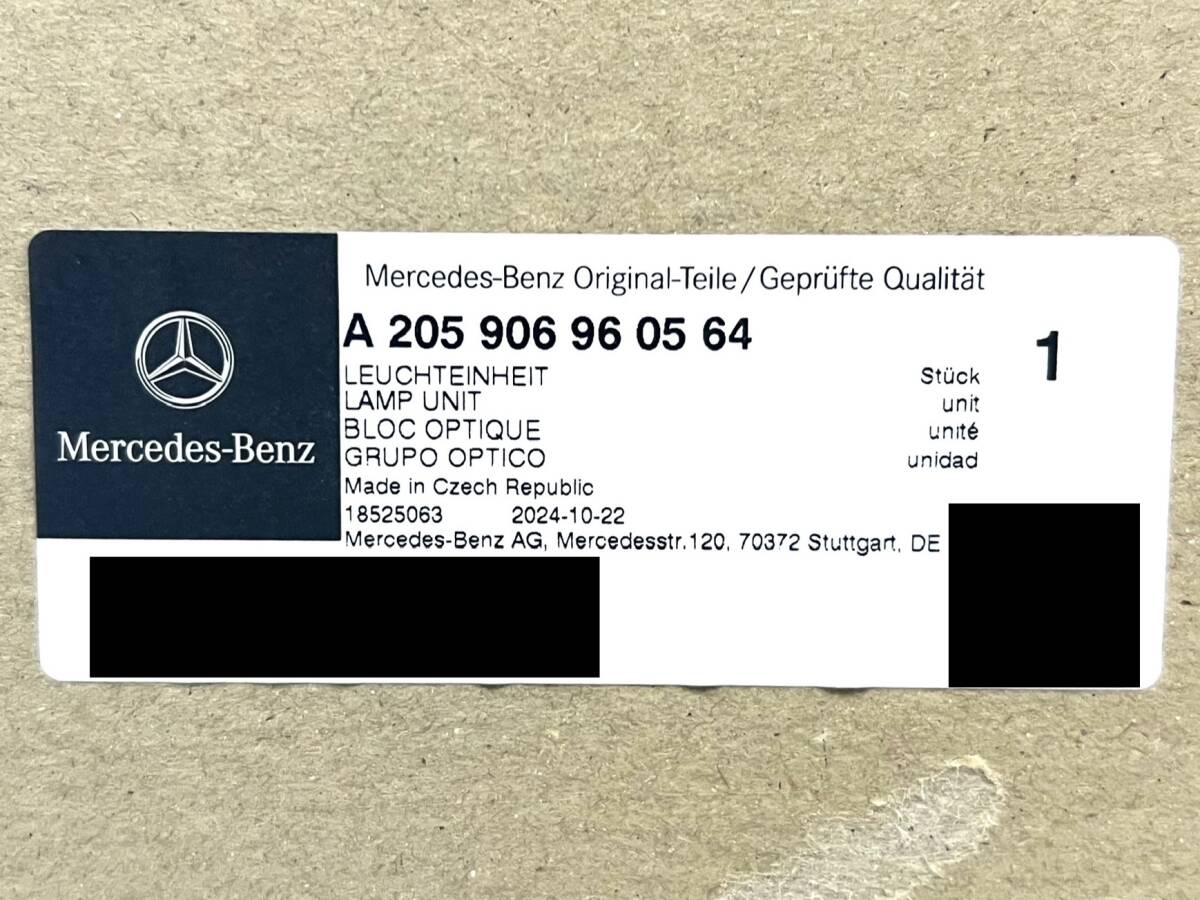 Mercedes-Benz Original-Teile/Geprüfte Qualität
A 205 906 96 05 64
1
LEUCHTEINHEIT Stück
LAMP UNIT unit
BLOC OPTIQUE unité
GRUPO OPTICO unidad
Made in Czech Republic
18525063 2024-10-22
Mercedes-Benz AG, Mercedesstr.120, 70372 Stuttgart, DE
Mercedes-Benz